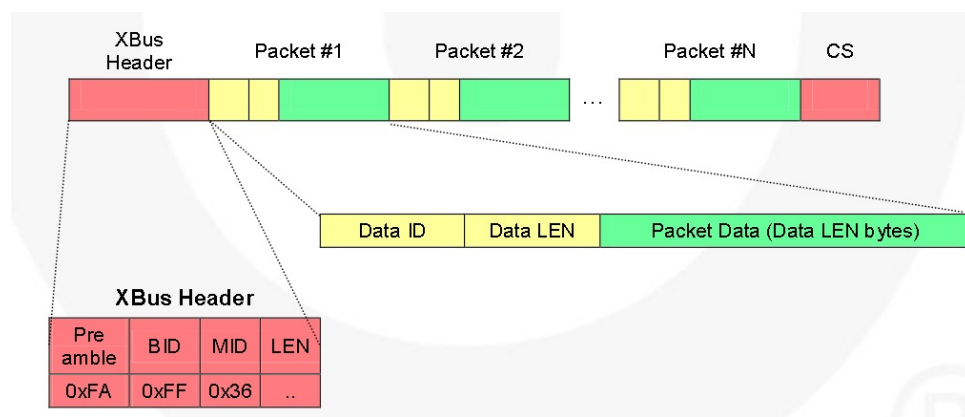 XBus
Header
Packet #1
Packet #2
Packet #N
CS
...
Data ID
Data LEN
Packet Data (Data LEN bytes)
XBus Header
Pre
amble
BID
MID
LEN
0xFA
0xFF
0x36
..